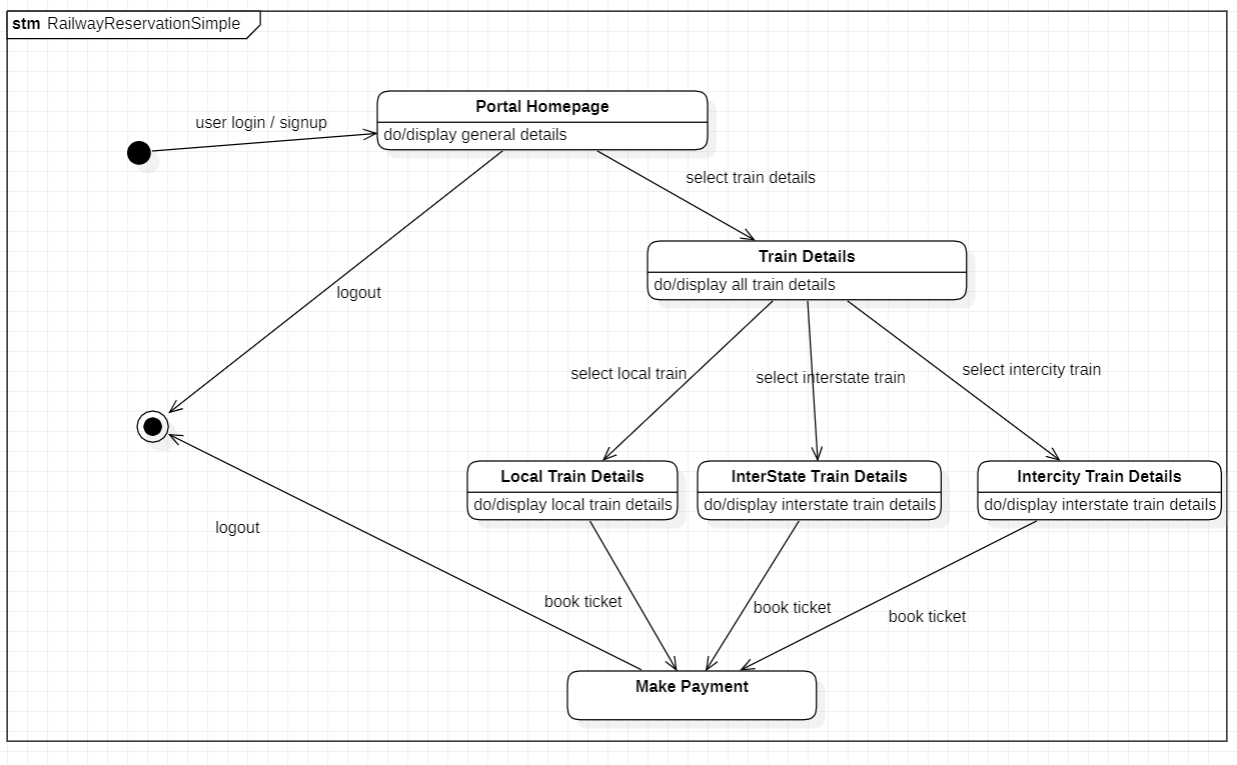 stm RailwayReservationSimple
Portal Homepage
user login / signup
do/display general details
select train details
Train Details
do/display all train details
logout
select local train
select interstate train
select intercity train
Local Train Details
InterState Train Details
Intercity Train Details
do/display local train details
do/display interstate train details
do/display interstate train details
logout
book ticket
book ticket
book ticket
Make Payment